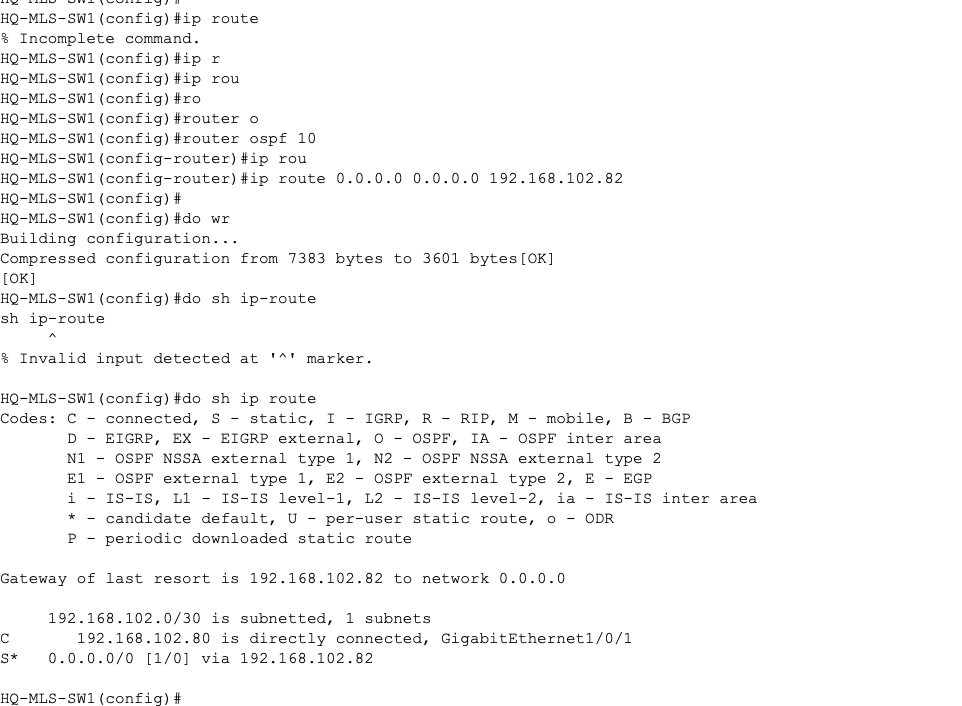 HQ-MLS-SW1(config)#
HQ-MLS-SW1(config)#ip route
% Incomplete command.
HQ-MLS-SW1(config)#ip r
HQ-MLS-SW1(config)#ip rou
HQ-MLS-SW1(config)#ro
HQ-MLS-SW1(config)#router o
HQ-MLS-SW1(config)#router ospf 10
HQ-MLS-SW1(config-router)#ip rou
HQ-MLS-SW1(config-router)#ip route 0.0.0.0 0.0.0.0 192.168.102.82
HQ-MLS-SW1(config)#
HQ-MLS-SW1(config)#do wr
Building configuration...
Compressed configuration from 7383 bytes to 3601 bytes[OK]
[OK]
HQ-MLS-SW1(config)#do sh ip-route
sh ip-route
     ^
% Invalid input detected at '^' marker.

HQ-MLS-SW1(config)#do sh ip route
Codes: C - connected, S - static, I - IGRP, R - RIP, M - mobile, B - BGP
       D - EIGRP, EX - EIGRP external, O - OSPF, IA - OSPF inter area
       N1 - OSPF NSSA external type 1, N2 - OSPF NSSA external type 2
       E1 - OSPF external type 1, E2 - OSPF external type 2, E - EGP
       i - IS-IS, L1 - IS-IS level-1, L2 - IS-IS level-2, ia - IS-IS inter area
       * - candidate default, U - per-user static route, o - ODR
       P - periodic downloaded static route

Gateway of last resort is 192.168.102.82 to network 0.0.0.0

     192.168.102.0/30 is subnetted, 1 subnets
C       192.168.102.80 is directly connected, GigabitEthernet1/0/1
S*   0.0.0.0/0 [1/0] via 192.168.102.82

HQ-MLS-SW1(config)#